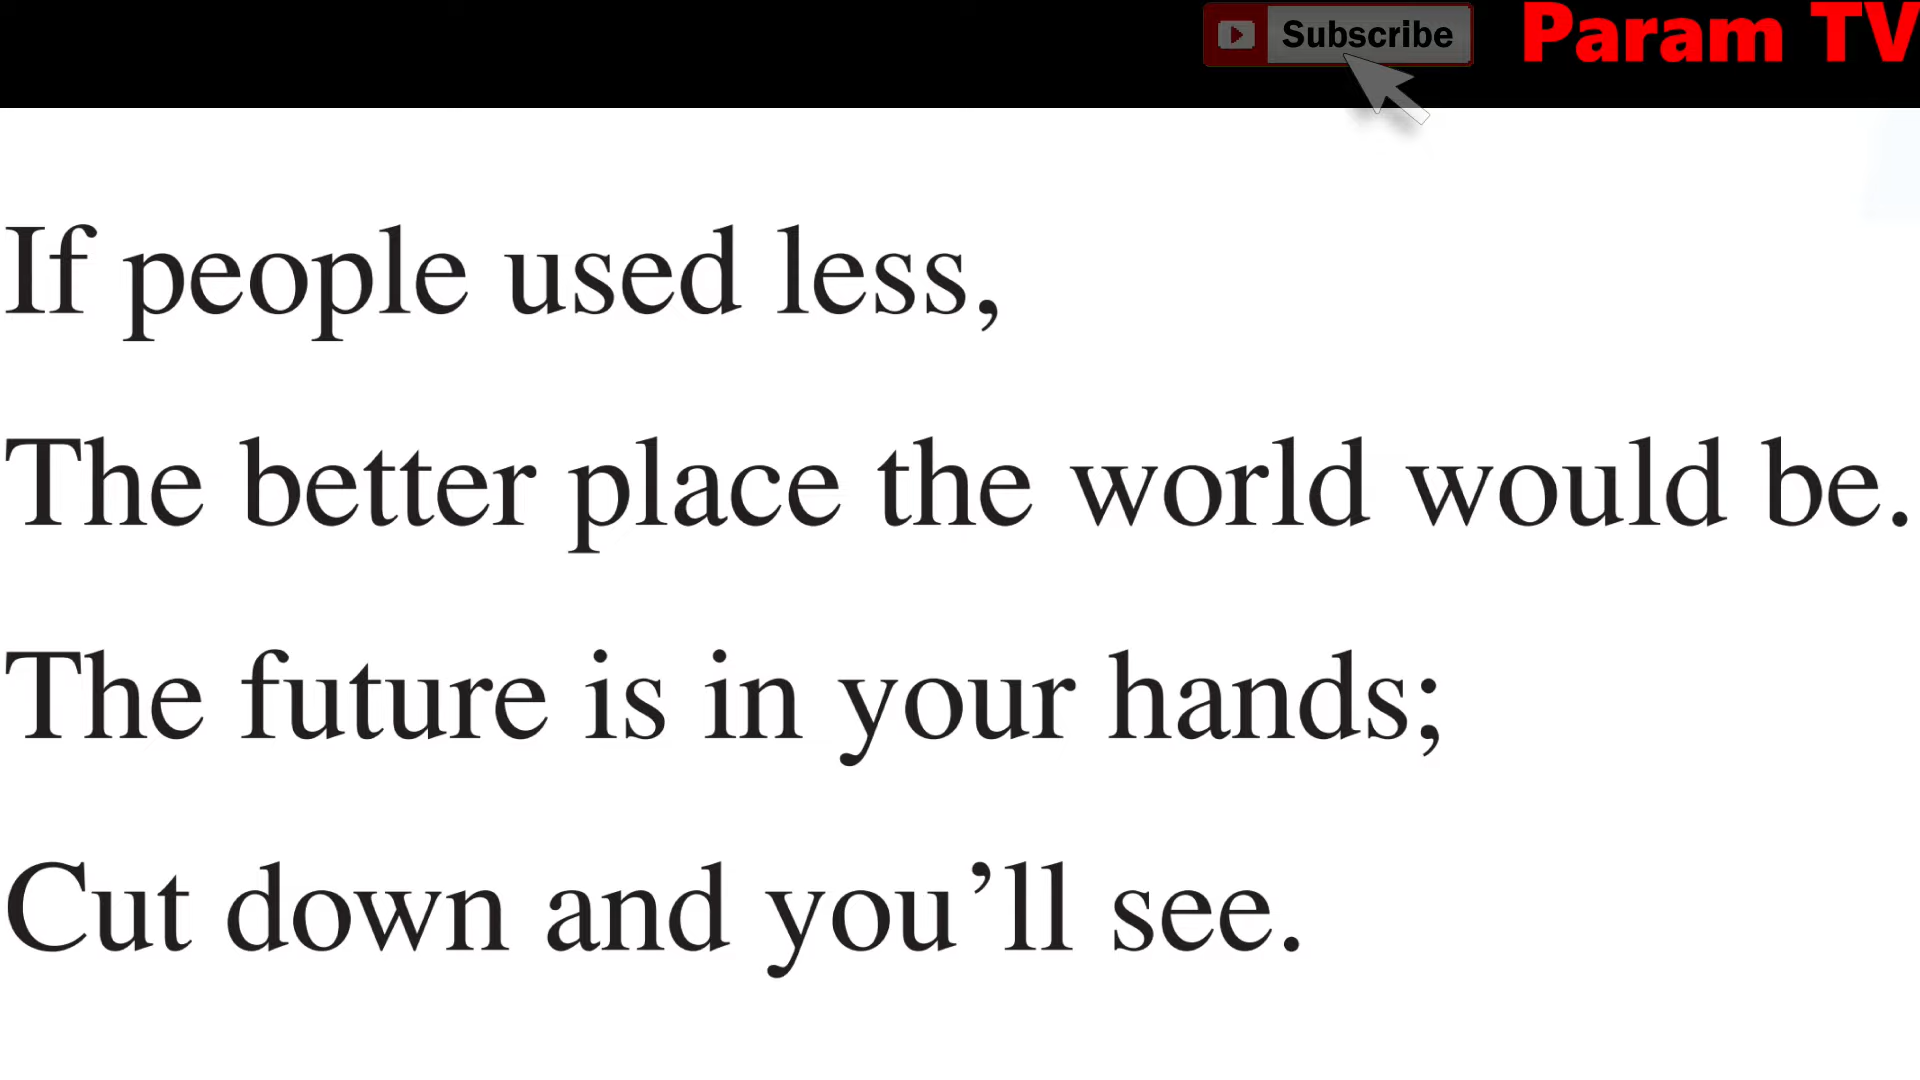 Subscribe Param TV
If people used less,
The better place the world would be.
The future is in your hands;
Cut down and you’ll see.